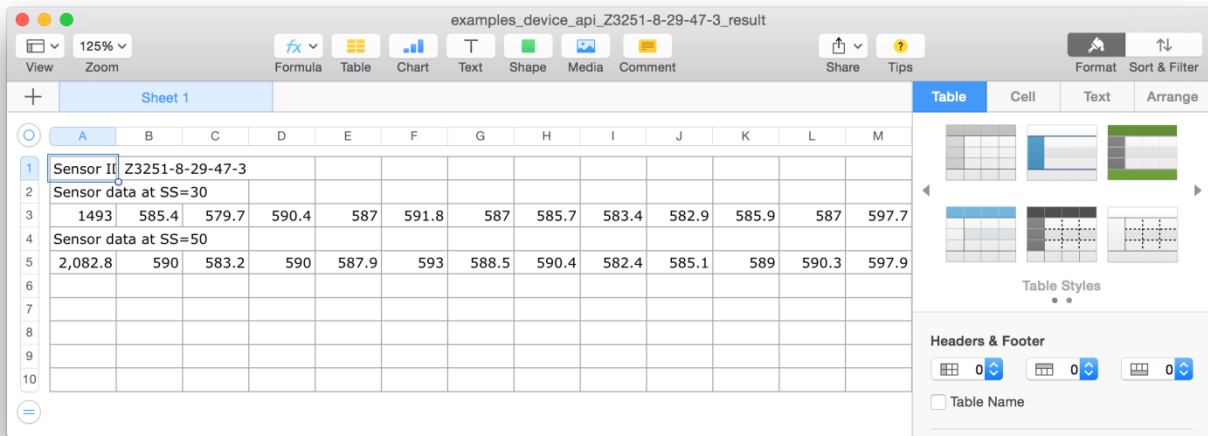 examples_device_api_Z3251-8-29-47-3_result
125%
View Zoom Formula Table Chart Text Shape Media Comment Share Tips Format Sort & Filter
Sheet 1
Table Cell Text Arrange
A B C D E F G H I J K L M
1 Sensor ID Z3251-8-29-47-3
2 Sensor data at SS=30
3 1493 585.4 579.7 590.4 587 591.8 587 585.7 583.4 582.9 585.9 587 597.7
4 Sensor data at SS=50
5 2,082.8 590 583.2 590 587.9 593 588.5 590.4 582.4 585.1 589 590.3 597.9
6
7
8
9
10
Table Styles
Headers & Footer
0 0 0
Table Name